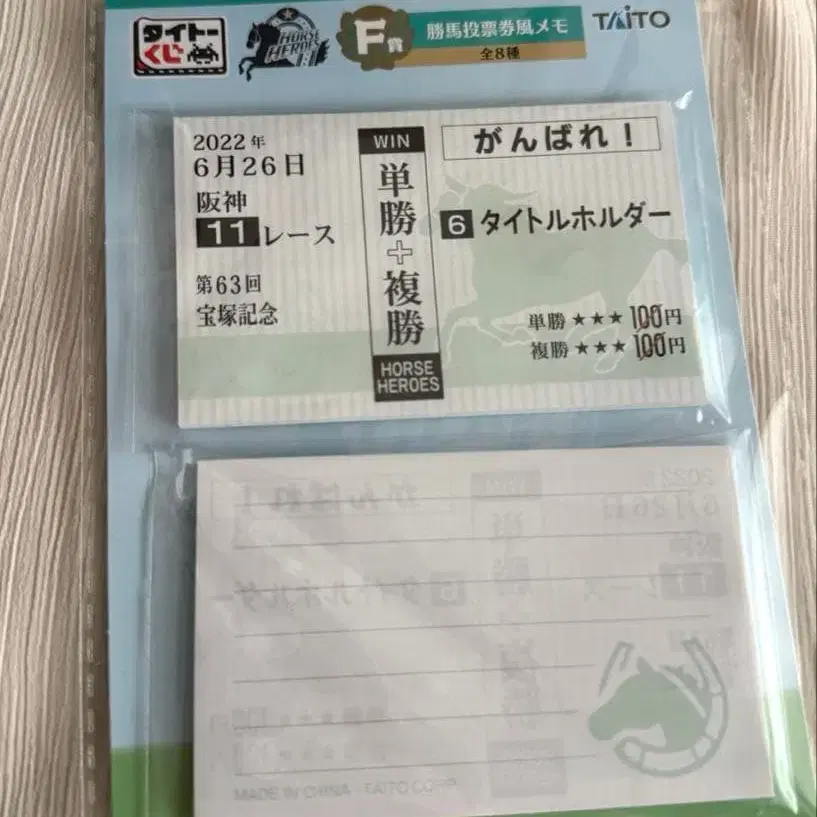 タイトーくじ
HORSE HEROES
F賞
勝馬投票券風メモ
全8種
TAITO
2022年
6月26日
阪神
11レース
第63回
宝塚記念
WIN
単勝+複勝
HORSE
HEROES
がんばれ!
6 タイトルホルダー
単勝★★★100円
複勝★★★100円
MADE IN CHINA・TAITO CORP.